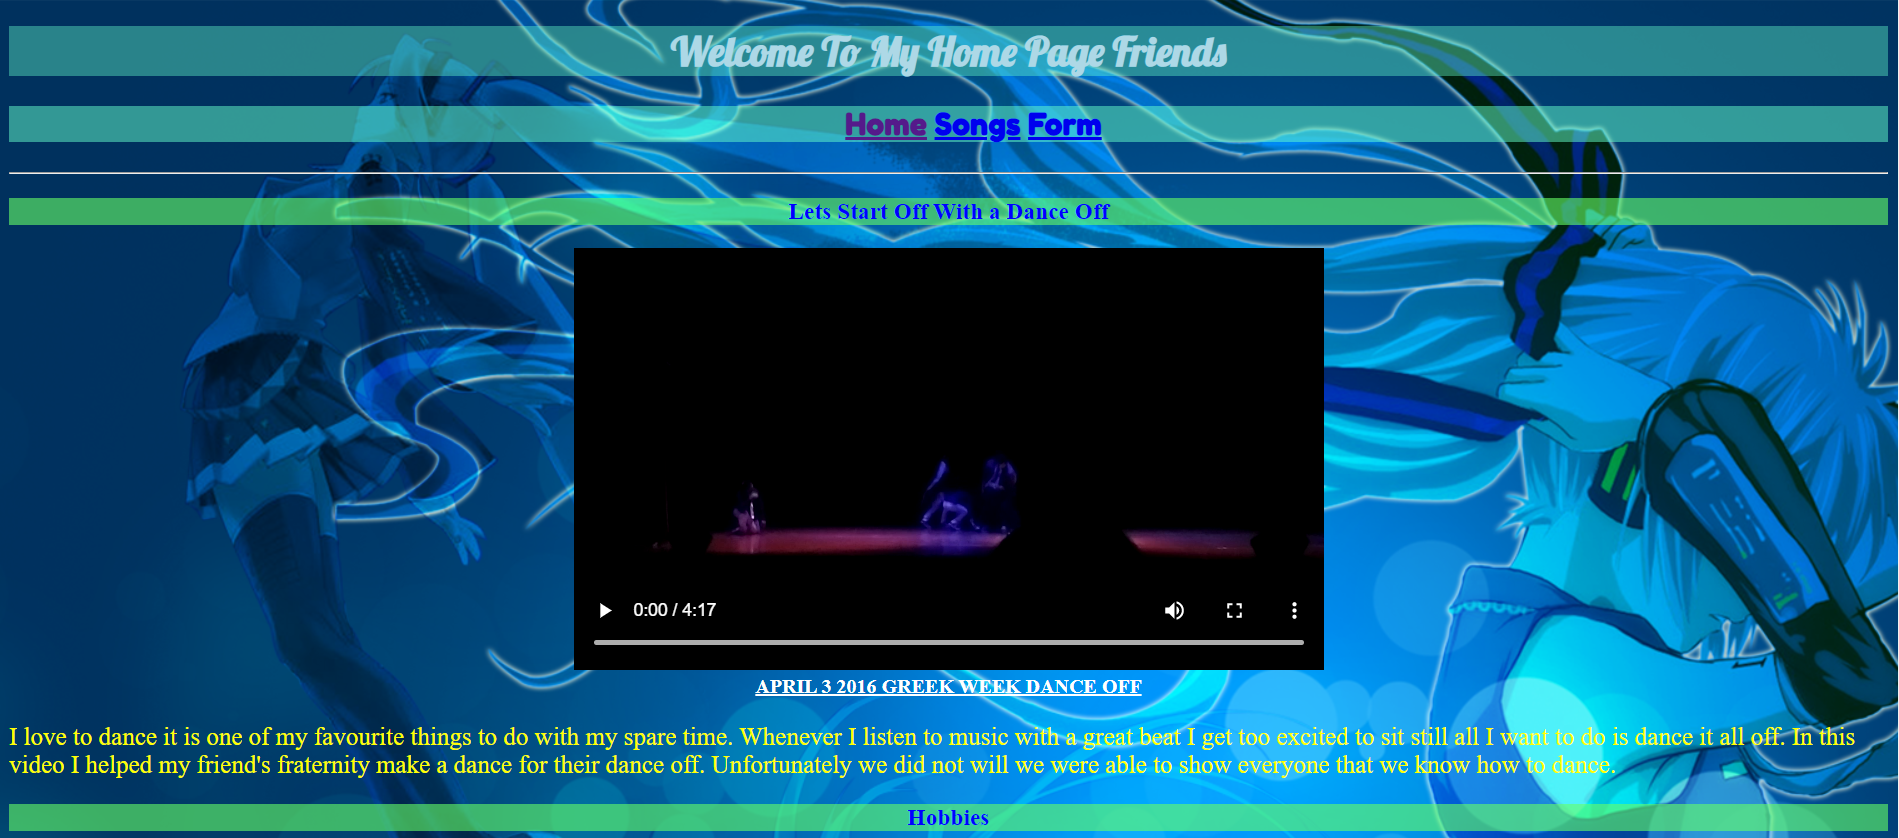 Welcome To My Home Page Friends
Home Songs Form
Lets Start Off With a Dance Off
0:00 / 4:17
APRIL 3 2016 GREEK WEEK DANCE OFF
I love to dance it is one of my favourite things to do with my spare time. Whenever I listen to music with a great beat I get too excited to sit still all I want to do is dance it all off. In this
video I helped my friend's fraternity make a dance for their dance off. Unfortunately we did not will we were able to show everyone that we know how to dance.
Hobbies